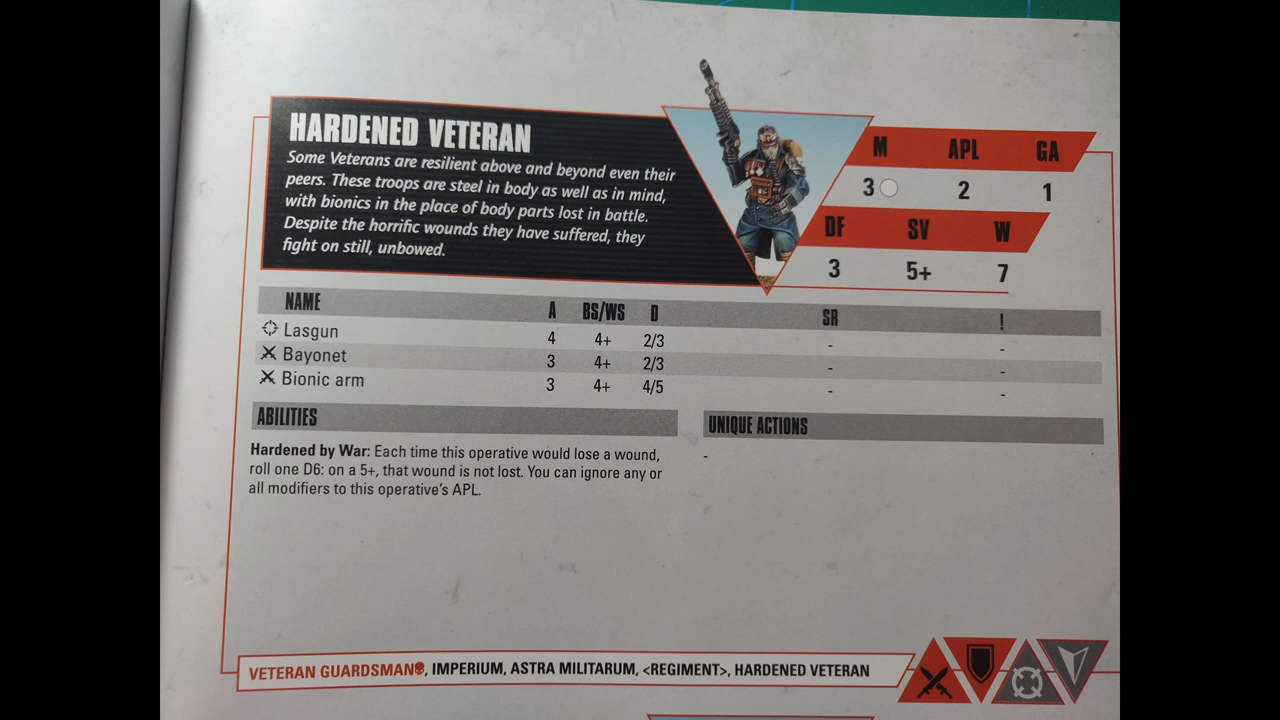 HARDENED VETERAN
Some Veterans are resilient above and beyond even their
peers. These troops are steel in body as well as in mind,
with bionics in the place of body parts lost in battle.
Despite the horrific wounds they have suffered, they
fight on still, unbowed.
M APL GA
3 2 1
DF SV W
3 5+ 7
NAME A BS/WS D SR !
Lasgun 4 4+ 2/3 - -
Bayonet 3 4+ 2/3 - -
Bionic arm 3 4+ 4/5 - -
ABILITIES
Hardened by War: Each time this operative would lose a wound,
roll one D6: on a 5+, that wound is not lost. You can ignore any or
all modifiers to this operative's APL.
UNIQUE ACTIONS
-
VETERAN GUARDSMAN, IMPERIUM, ASTRA MILITARUM, <REGIMENT>, HARDENED VETERAN